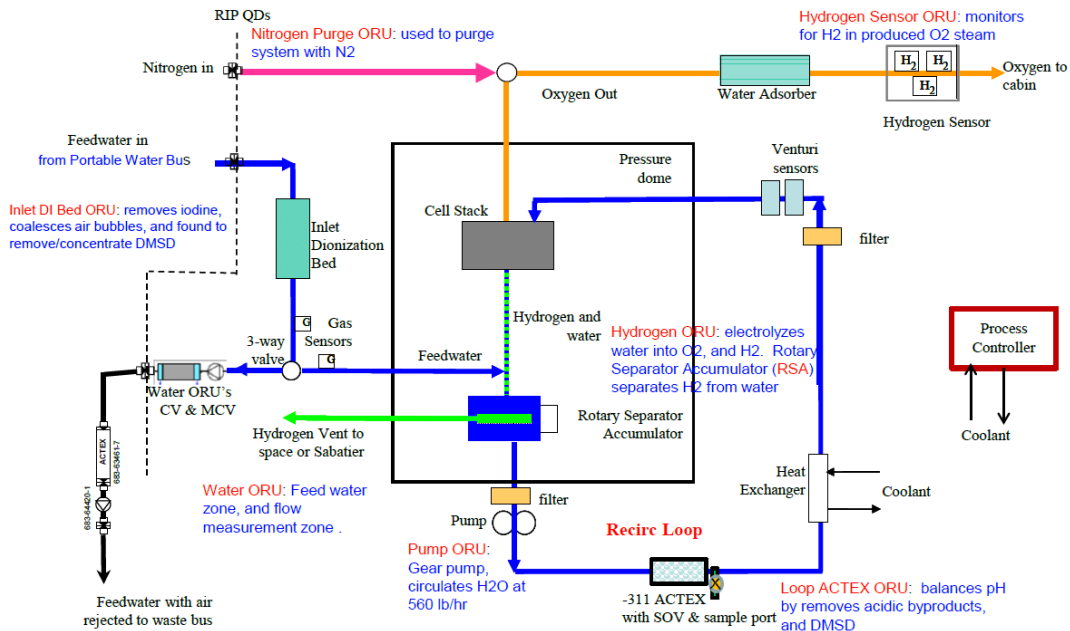 RIP QDs
Nitrogen Purge ORU: used to purge
system with N2
Hydrogen Sensor ORU: monitors
for H2 in produced O2 steam
Nitrogen in
H2 H2
H2
Oxygen to
cabin
Oxygen Out
Water Adsorber
Hydrogen Sensor
Feedwater in
from Portable Water Bus
Pressure
dome
Venturi
sensors
Inlet DI Bed ORU: removes iodine,
coalesces air bubbles, and found to
remove/concentrate DMSD
Inlet
Dionization
Bed
Cell Stack
filter
G
Gas
Sensors
G
3-way
valve
Hydrogen and
water
Feedwater
Hydrogen ORU: electrolyzes
water into O2, and H2. Rotary
Separator Accumulator (RSA)
separates H2 from water
Process
Controller
Coolant
Water ORU's
CV & MCV
Rotary Separator
Accumulator
Hydrogen Vent to
space or Sabatier
ACTEX
683-63461-7
683-64420-1
Heat
Exchanger
Coolant
Water ORU: Feed water
zone, and flow
measurement zone .
filter
Pump
Recirc Loop
Pump ORU:
Gear pump,
circulates H2O at
560 lb/hr
X
-311 ACTEX
with SOV & sample port
Loop ACTEX ORU: balances pH
by removes acidic byproducts,
and DMSD
Feedwater with air
rejected to waste bus